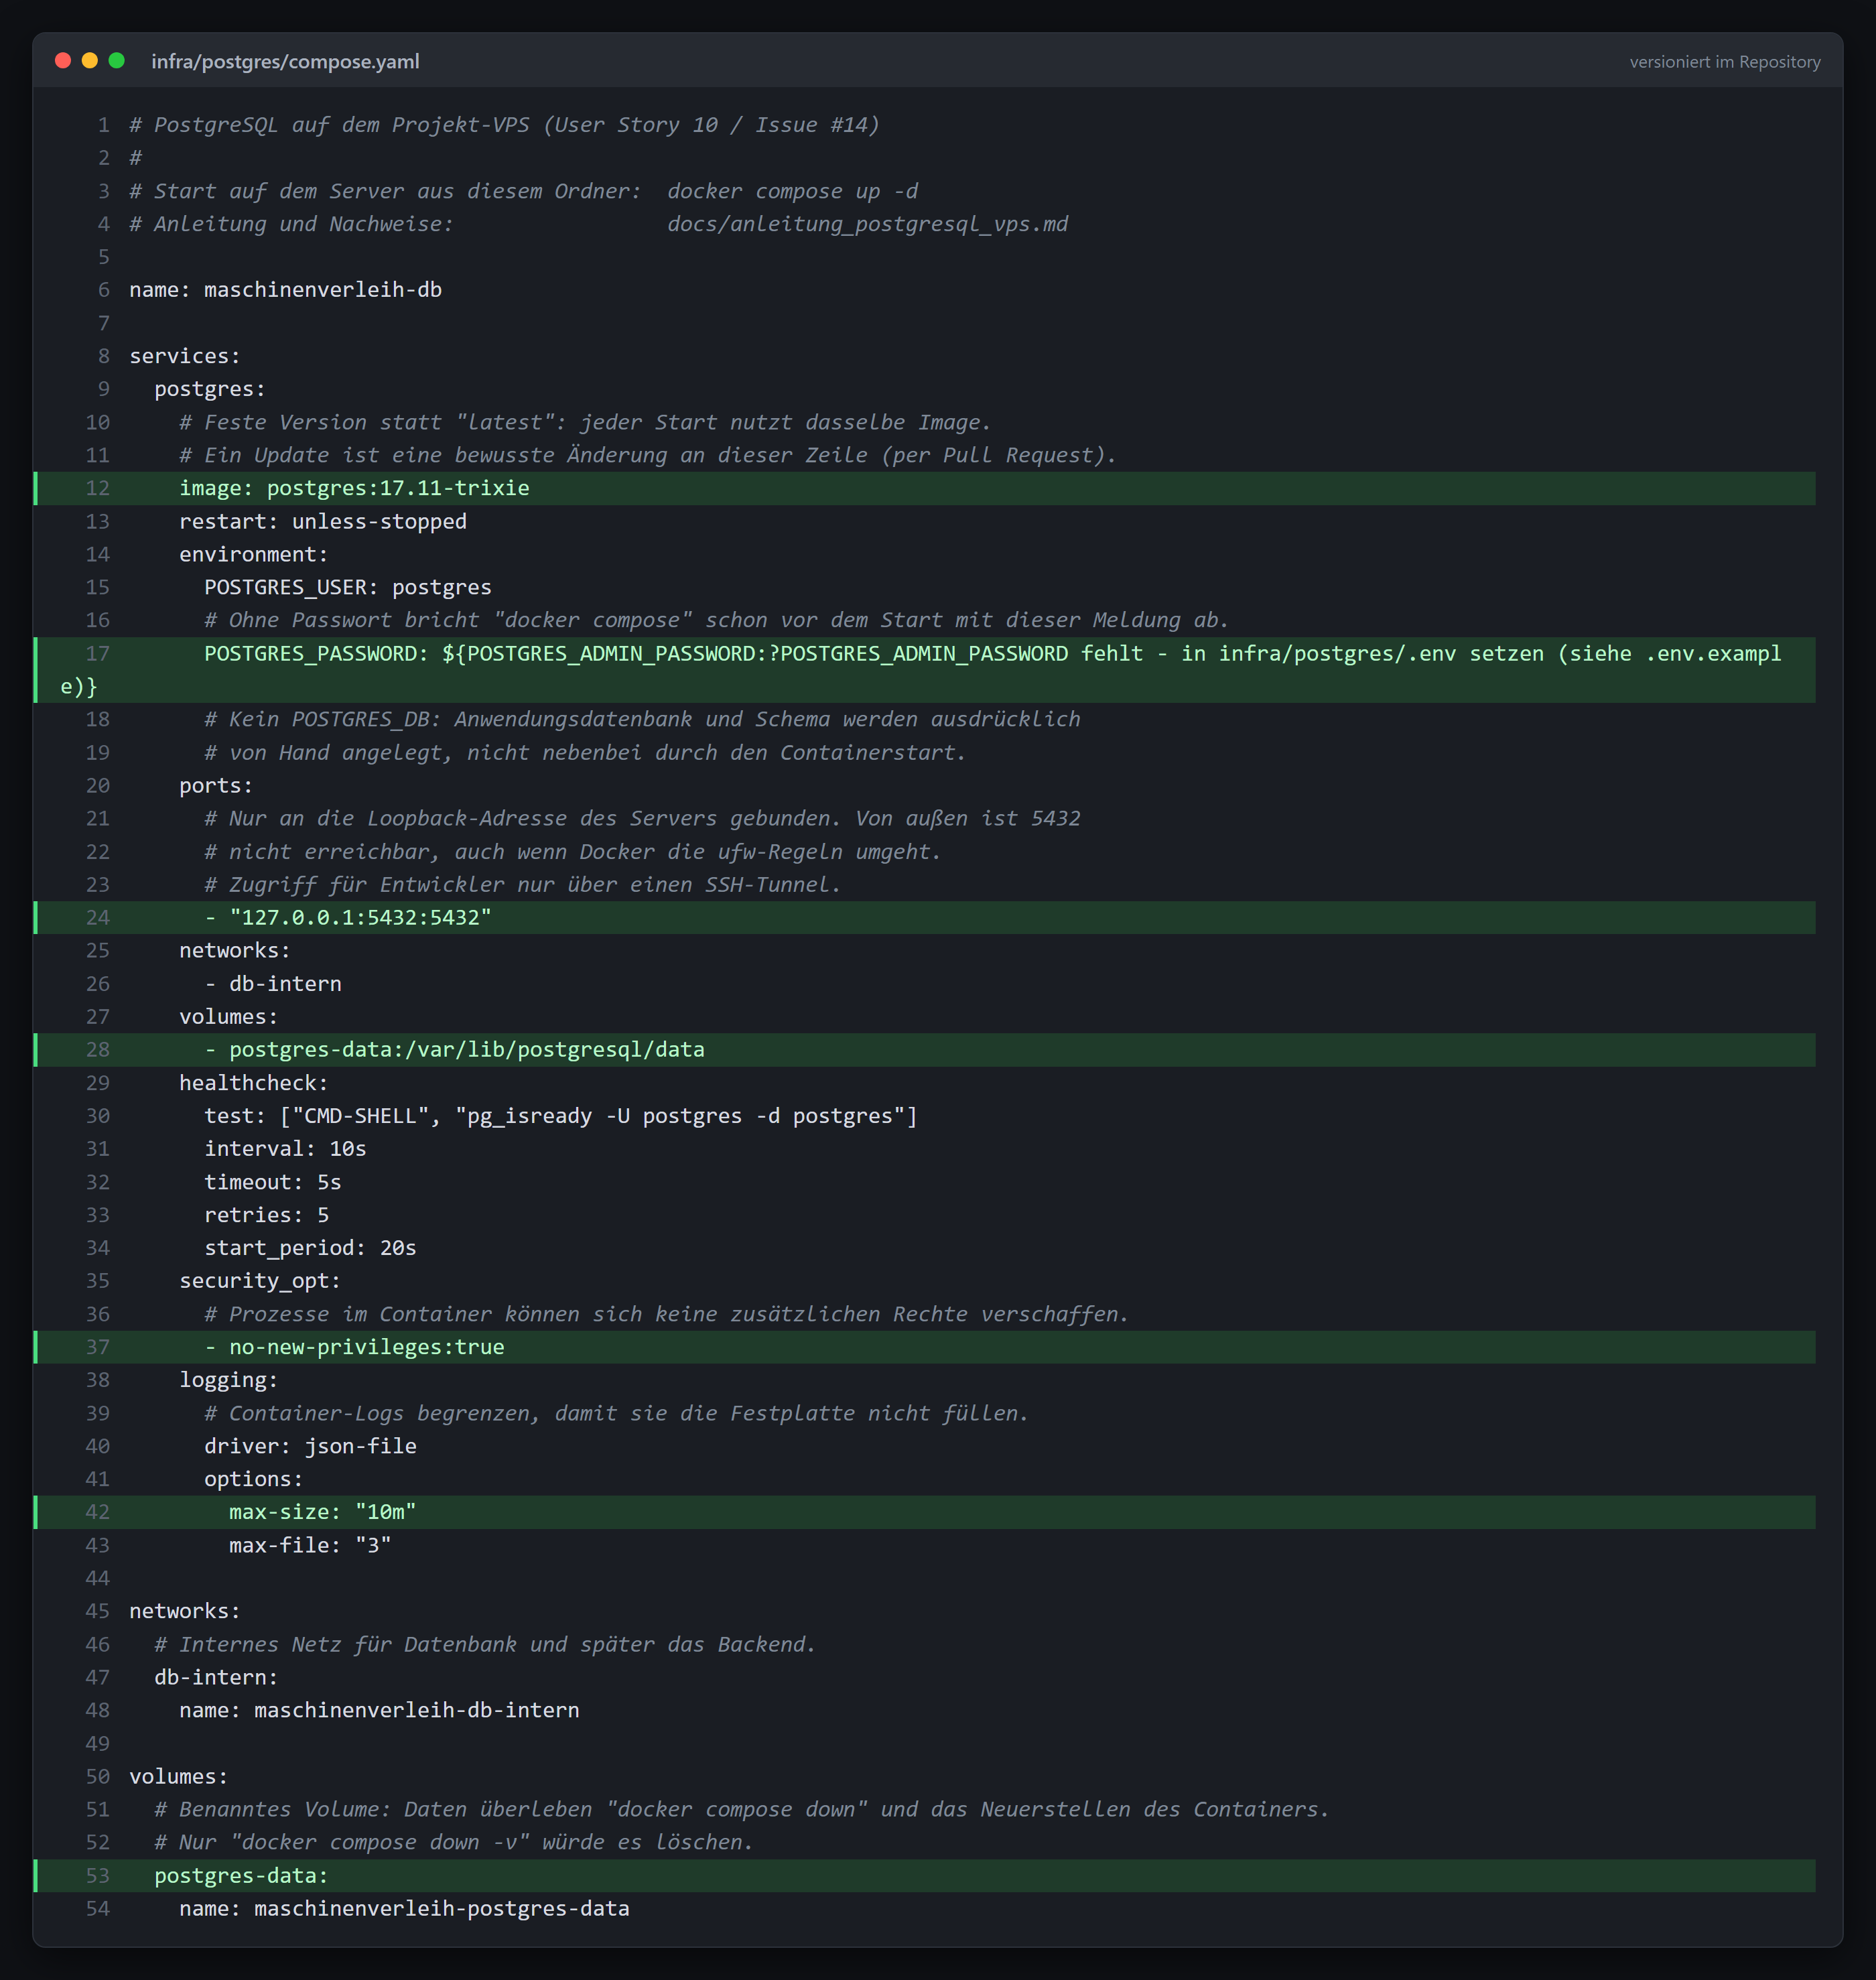 infra/postgres/compose.yaml
versioniert im Repository
1 # PostgreSQL auf dem Projekt-VPS (User Story 10 / Issue #14)
2 #
3 # Start auf dem Server aus diesem Ordner:  docker compose up -d
4 # Anleitung und Nachweise:                 docs/anleitung_postgresql_vps.md
5
6 name: maschinenverleih-db
7
8 services:
9   postgres:
10     # Feste Version statt "latest": jeder Start nutzt dasselbe Image.
11     # Ein Update ist eine bewusste Änderung an dieser Zeile (per Pull Request).
12     image: postgres:17.11-trixie
13     restart: unless-stopped
14     environment:
15       POSTGRES_USER: postgres
16       # Ohne Passwort bricht "docker compose" schon vor dem Start mit dieser Meldung ab.
17       POSTGRES_PASSWORD: ${POSTGRES_ADMIN_PASSWORD:?POSTGRES_ADMIN_PASSWORD fehlt - in infra/postgres/.env setzen (siehe .env.exampl
e)}
18       # Kein POSTGRES_DB: Anwendungsdatenbank und Schema werden ausdrücklich
19       # von Hand angelegt, nicht nebenbei durch den Containerstart.
20     ports:
21       # Nur an die Loopback-Adresse des Servers gebunden. Von außen ist 5432
22       # nicht erreichbar, auch wenn Docker die ufw-Regeln umgeht.
23       # Zugriff für Entwickler nur über einen SSH-Tunnel.
24       - "127.0.0.1:5432:5432"
25     networks:
26       - db-intern
27     volumes:
28       - postgres-data:/var/lib/postgresql/data
29     healthcheck:
30       test: ["CMD-SHELL", "pg_isready -U postgres -d postgres"]
31       interval: 10s
32       timeout: 5s
33       retries: 5
34       start_period: 20s
35     security_opt:
36       # Prozesse im Container können sich keine zusätzlichen Rechte verschaffen.
37       - no-new-privileges:true
38     logging:
39       # Container-Logs begrenzen, damit sie die Festplatte nicht füllen.
40       driver: json-file
41       options:
42         max-size: "10m"
43         max-file: "3"
44
45 networks:
46   # Internes Netz für Datenbank und später das Backend.
47   db-intern:
48     name: maschinenverleih-db-intern
49
50 volumes:
51   # Benanntes Volume: Daten überleben "docker compose down" und das Neuerstellen des Containers.
52   # Nur "docker compose down -v" würde es löschen.
53   postgres-data:
54     name: maschinenverleih-postgres-data